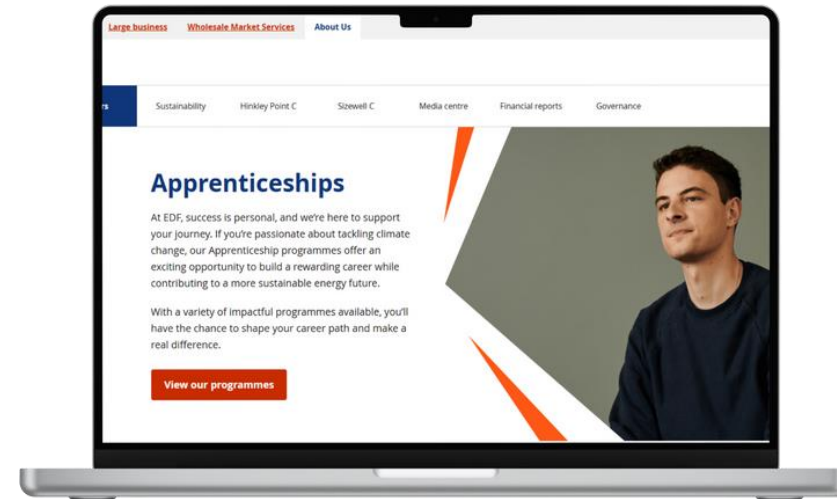 Large business Wholesale Market Services About Us
Sustainability Hinkley Point C Sizewell C Media centre Financial reports Governance
Apprenticeships
At EDF, success is personal, and we're here to support
your journey. If you're passionate about tackling climate
change, our Apprenticeship programmes offer an
exciting opportunity to build a rewarding career while
contributing to a more sustainable energy future.
With a variety of impactful programmes available, you'll
have the chance to shape your career path and make a
real difference.
View our programmes